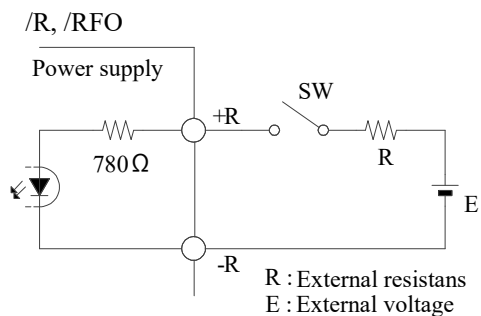 /R, /RFO
Power supply
+R
SW
780Ω
R
E
-R
R : External resistans
E : External voltage